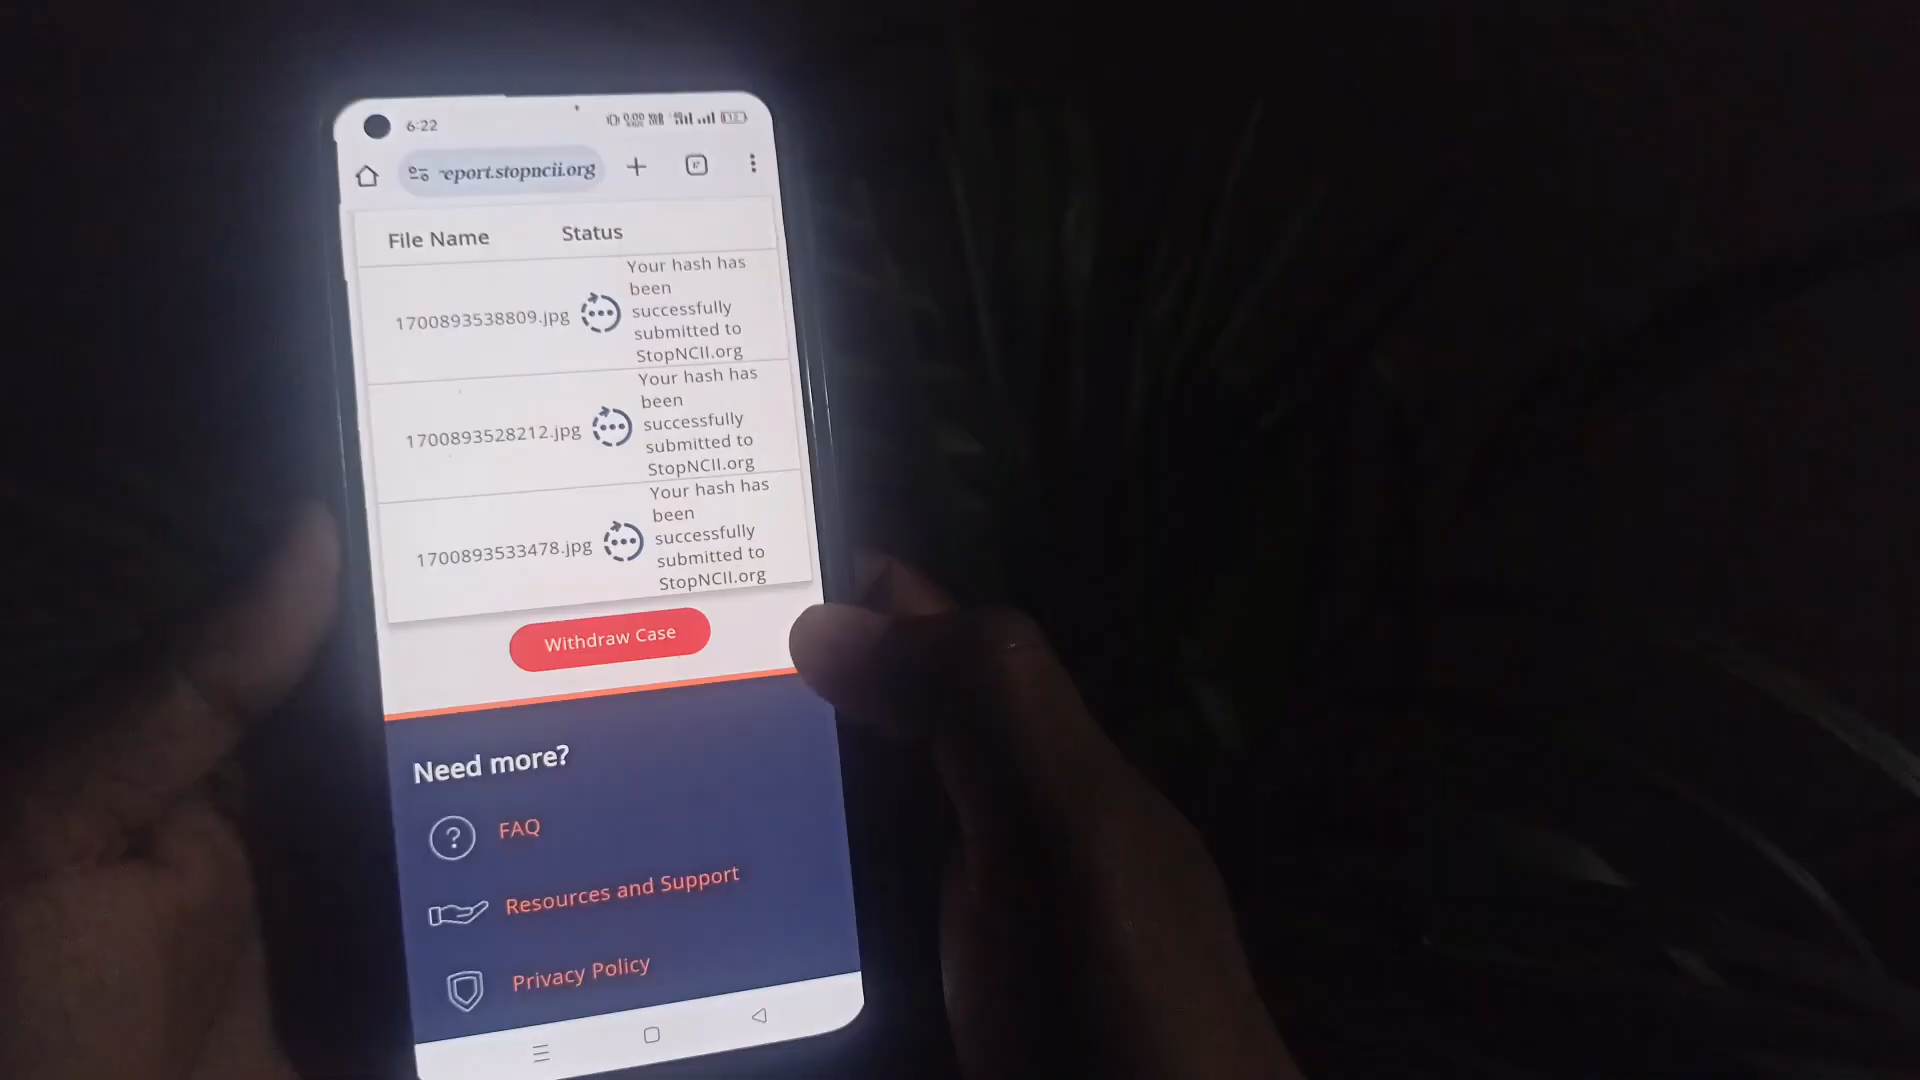 6:22
eport.stopncii.org
File Name Status
1700893538809.jpg
Your hash has
been
successfully
submitted to
StopNCII.org
1700893528212.jpg
Your hash has
been
successfully
submitted to
StopNCII.org
1700893533478.jpg
Your hash has
been
successfully
submitted to
StopNCII.org
Withdraw Case
Need more?
FAQ
Resources and Support
Privacy Policy